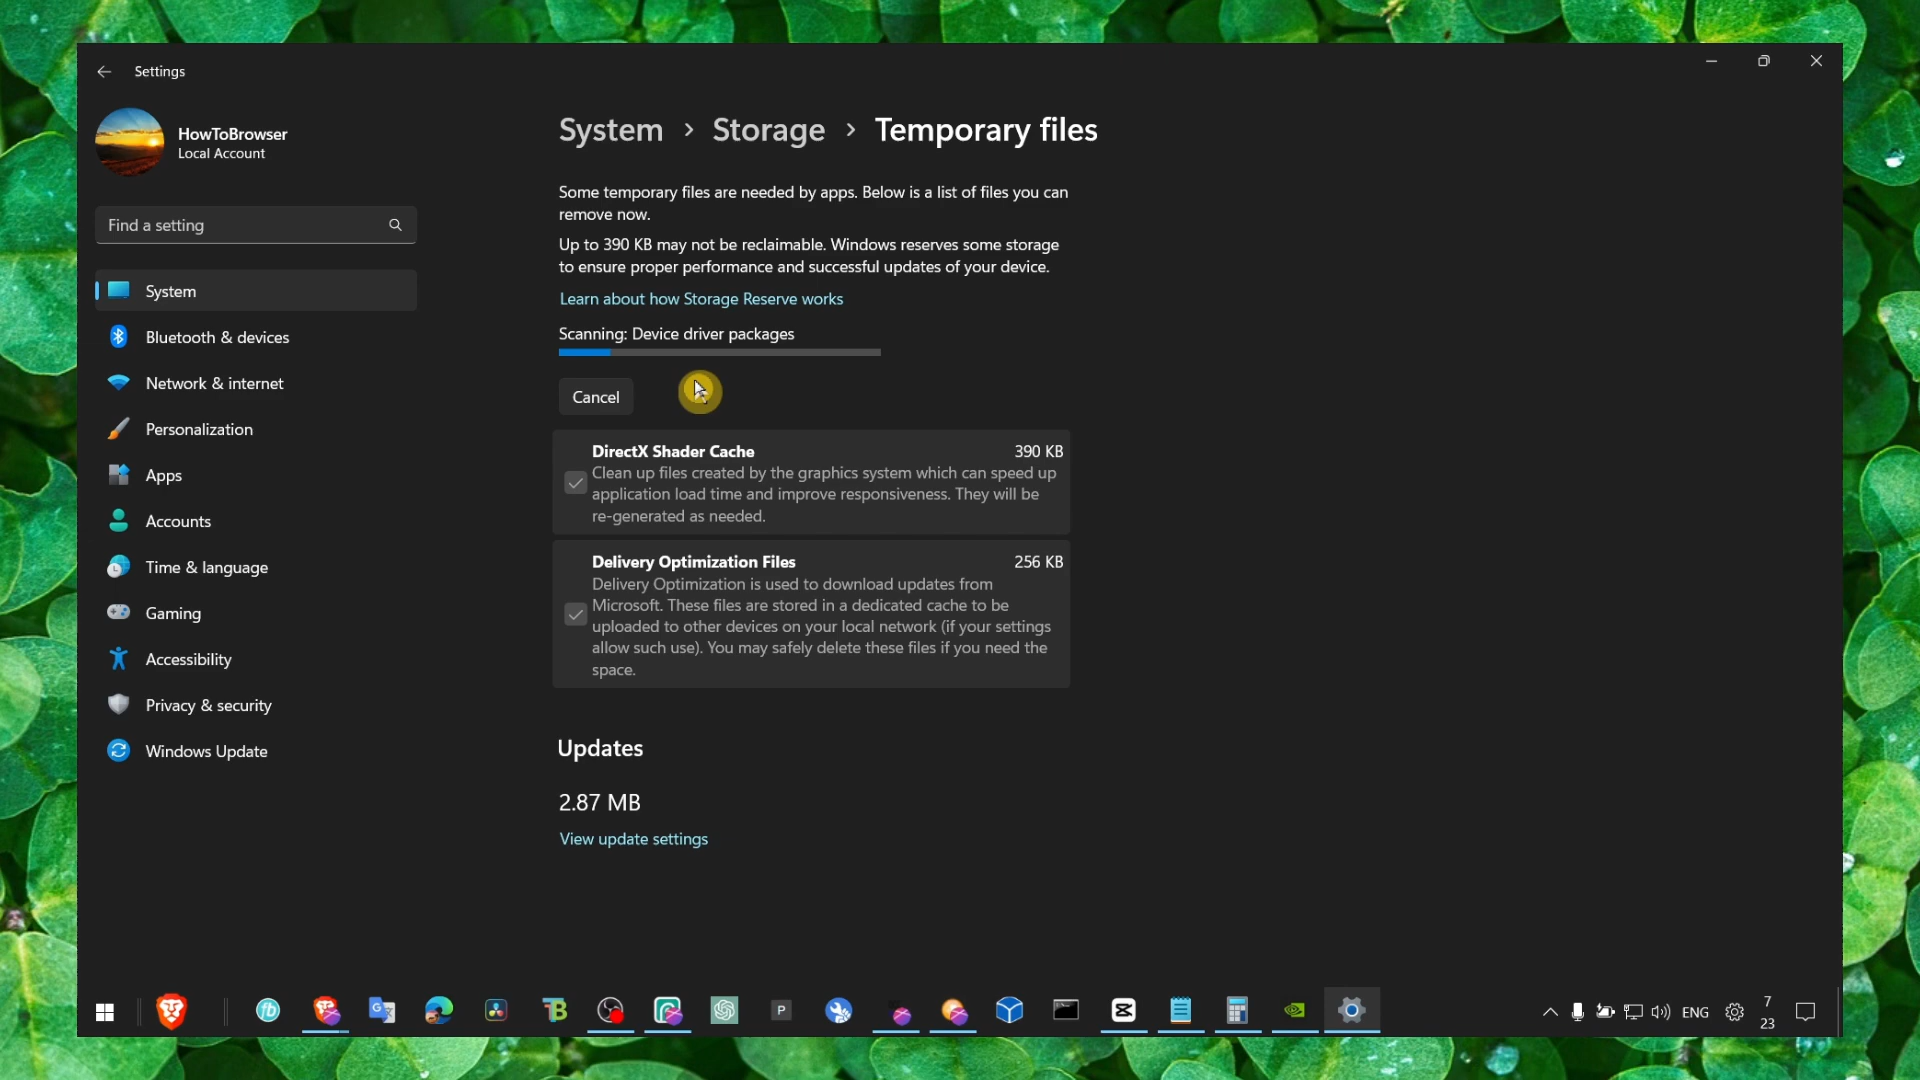 Settings
HowToBrowser
Local Account
Find a setting
System
Bluetooth & devices
Network & internet
Personalization
Apps
Accounts
Time & language
Gaming
Accessibility
Privacy & security
Windows Update
System > Storage > Temporary files
Some temporary files are needed by apps. Below is a list of files you can
remove now.
Up to 390 KB may not be reclaimable. Windows reserves some storage
to ensure proper performance and successful updates of your device.
Learn about how Storage Reserve works
Scanning: Device driver packages
Cancel
DirectX Shader Cache 390 KB
Clean up files created by the graphics system which can speed up
application load time and improve responsiveness. They will be
re-generated as needed.
Delivery Optimization Files 256 KB
Delivery Optimization is used to download updates from
Microsoft. These files are stored in a dedicated cache to be
uploaded to other devices on your local network (if your settings
allow such use). You may safely delete these files if you need the
space.
Updates
2.87 MB
View update settings
fb
G
TB
P
ENG
7
23